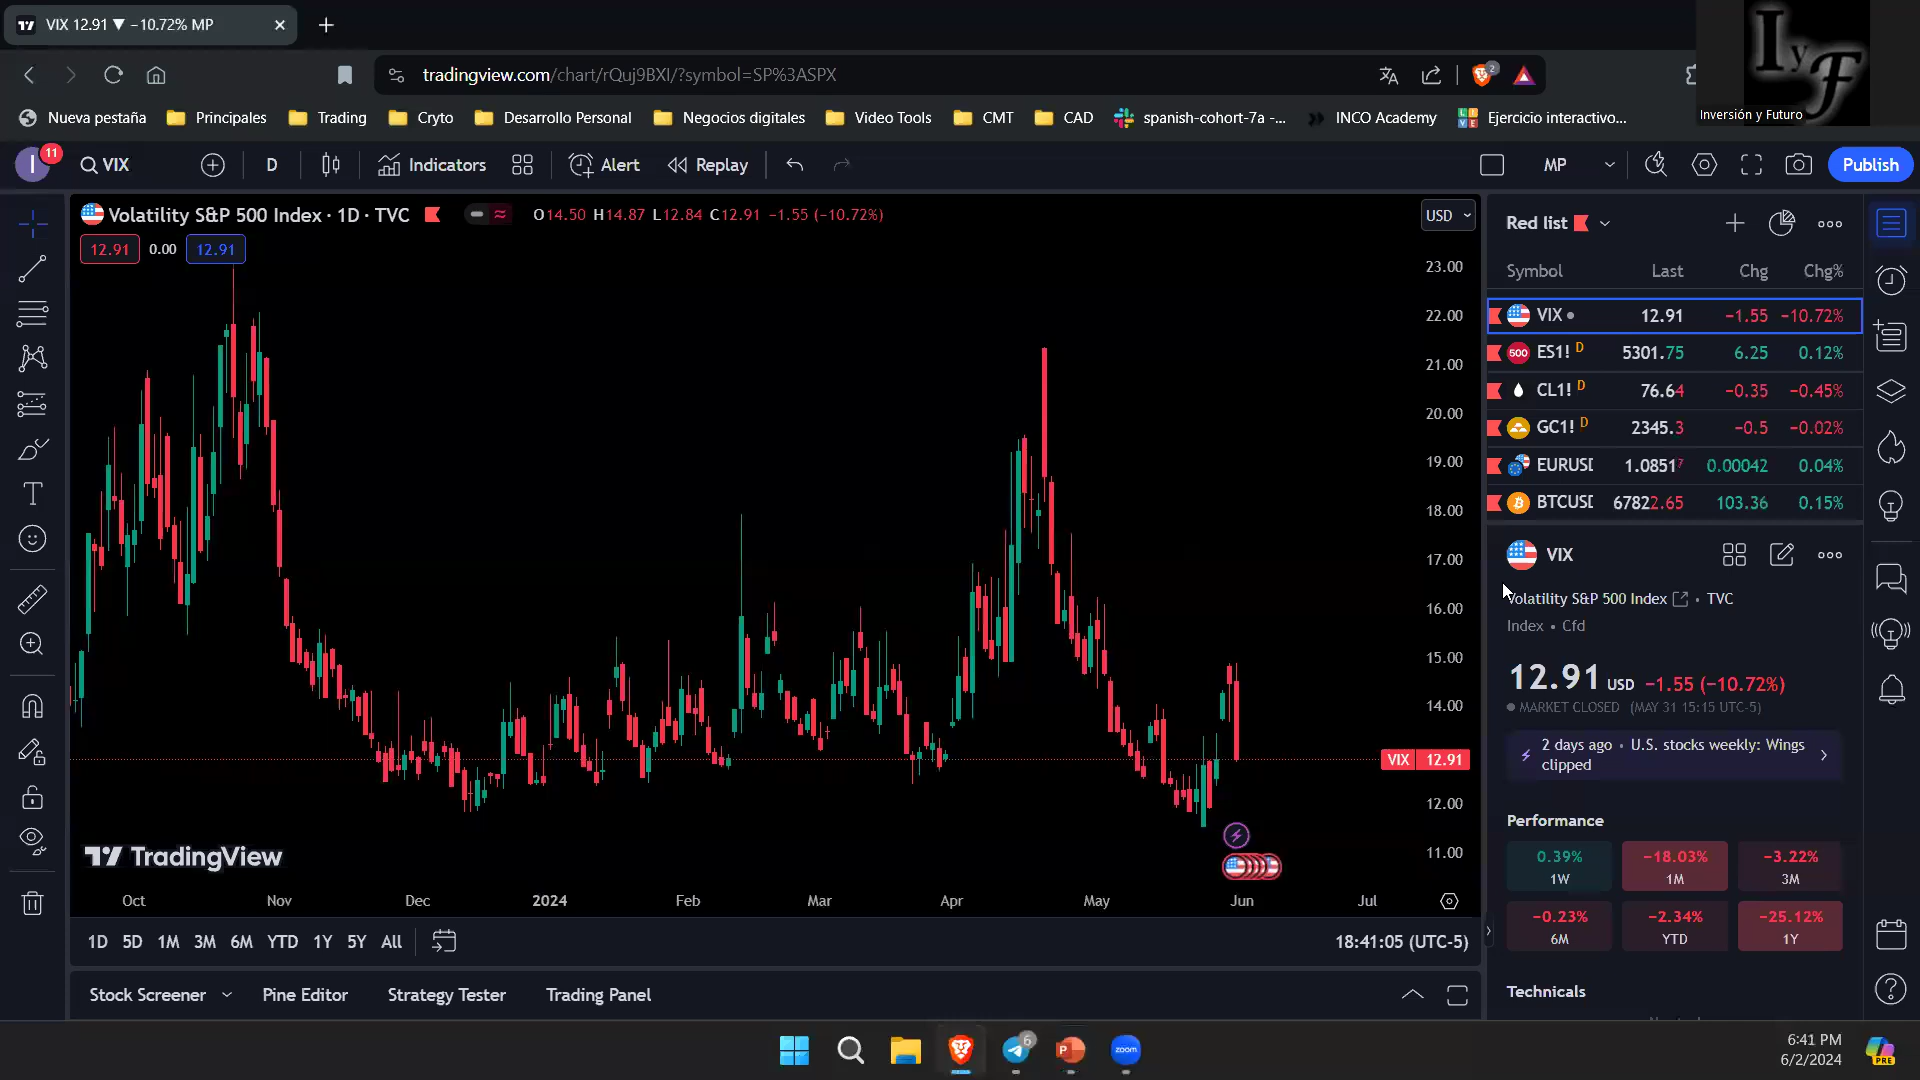 VIX 12.91 ▼ −10.72% MP
tradingview.com/chart/rQuj9BXI/?symbol=SP%3ASPX
2
I y F
Inversión y Futuro
Nueva pestaña
Principales
Trading
Cryto
Desarrollo Personal
Negocios digitales
Video Tools
CMT
CAD
spanish-cohort-7a -...
INCO Academy
Ejercicio interactivo...
I
11
VIX
D
Indicators
Alert
Replay
MP
Publish
Volatility S&P 500 Index · 1D · TVC
O14.50 H14.87 L12.84 C12.91 −1.55 (−10.72%)
12.91 0.00 12.91
USD
23.00
22.00
21.00
20.00
19.00
18.00
17.00
16.00
15.00
14.00
VIX 12.91
12.00
11.00
TradingView
Oct Nov Dec 2024 Feb Mar Apr May Jun Jul
1D 5D 1M 3M 6M YTD 1Y 5Y All
18:41:05 (UTC-5)
Stock Screener Pine Editor Strategy Tester Trading Panel
Red list
Symbol Last Chg Chg%
VIX 12.91 −1.55 −10.72%
500 ES1! D 5301.75 6.25 0.12%
CL1! D 76.64 −0.35 −0.45%
GC1! D 2345.3 −0.5 −0.02%
EURUSD 1.08517 0.00042 0.04%
BTCUSD 67822.65 103.36 0.15%
VIX
Volatility S&P 500 Index • TVC
Index • Cfd
12.91 USD −1.55 (−10.72%)
MARKET CLOSED (MAY 31 15:15 UTC-5)
2 days ago • U.S. stocks weekly: Wings
clipped
Performance
0.39% −18.03% −3.22%
1W 1M 3M
−0.23% −2.34% −25.12%
6M YTD 1Y
Technicals
6
zoom
6:41 PM
6/2/2024
PRE